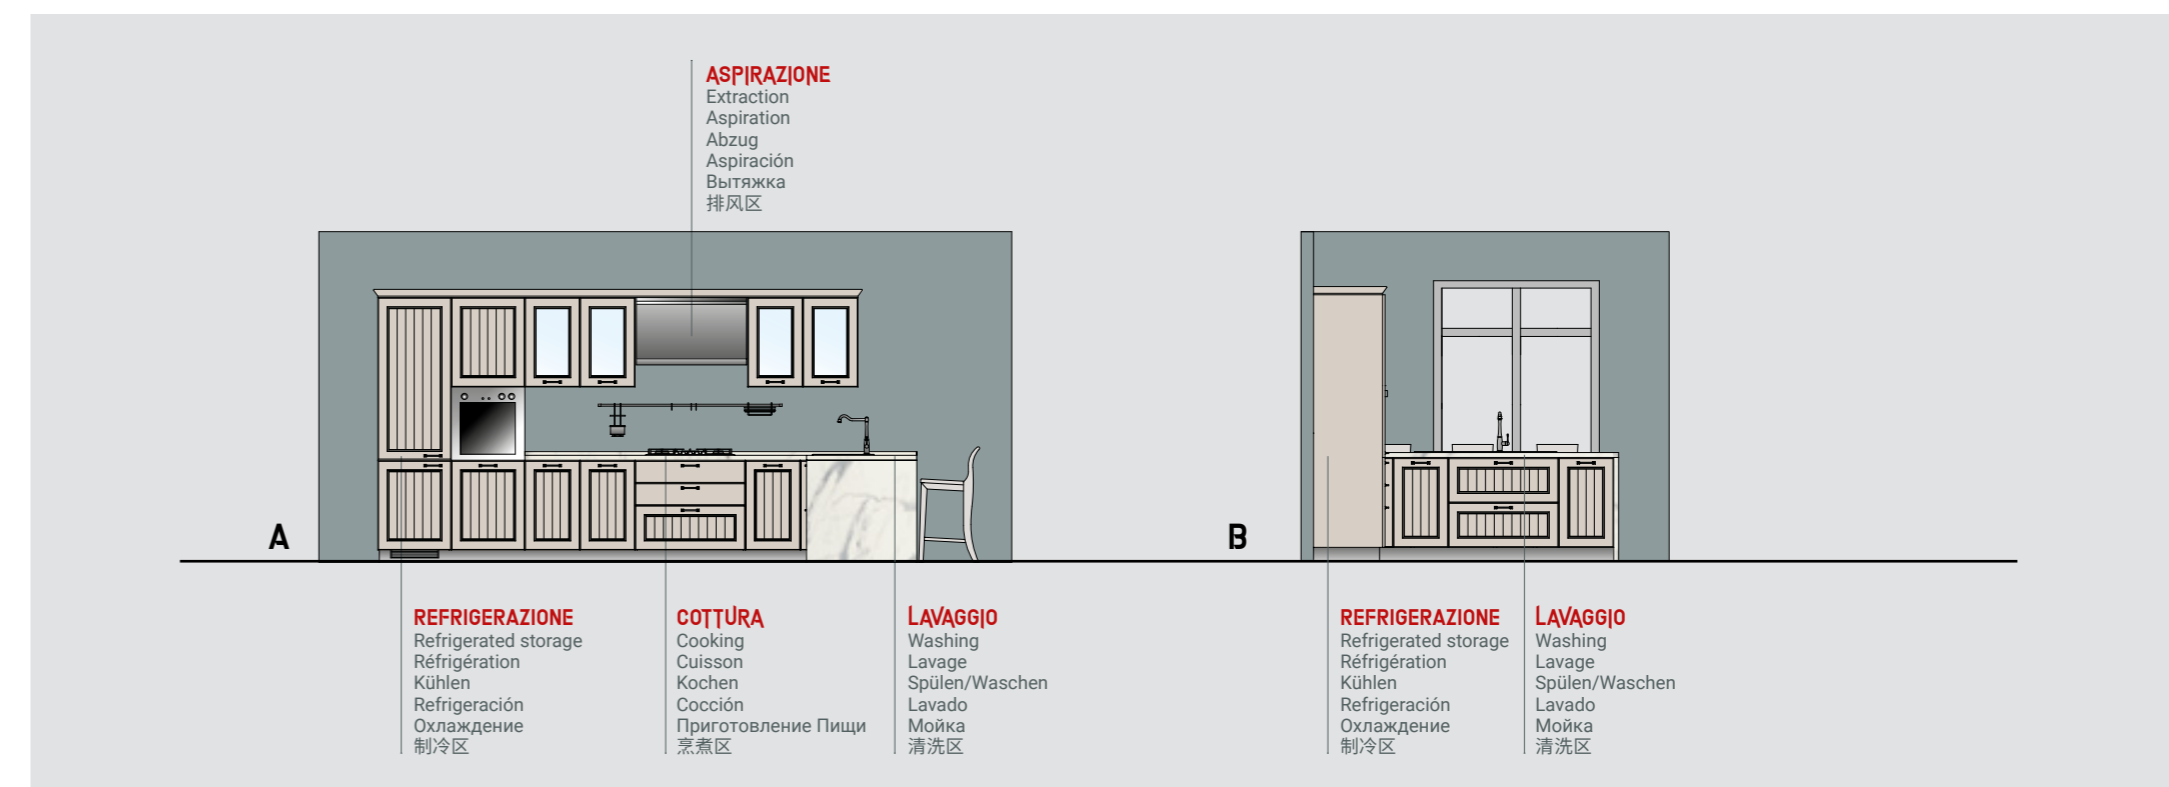 ASPIRAZIONE
Extraction
Aspiration
Abzug
Aspiración
Вытяжка
排风区
A
B
REFRIGERAZIONE
Refrigerated storage
Réfrigération
Kühlen
Refrigeración
Охлаждение
制冷区
COTTURA
Cooking
Cuisson
Kochen
Cocción
Приготовление Пищи
烹煮区
LAVAGGIO
Washing
Lavage
Spülen/Waschen
Lavado
Мойка
清洗区
REFRIGERAZIONE
Refrigerated storage
Réfrigération
Kühlen
Refrigeración
Охлаждение
制冷区
LAVAGGIO
Washing
Lavage
Spülen/Waschen
Lavado
Мойка
清洗区